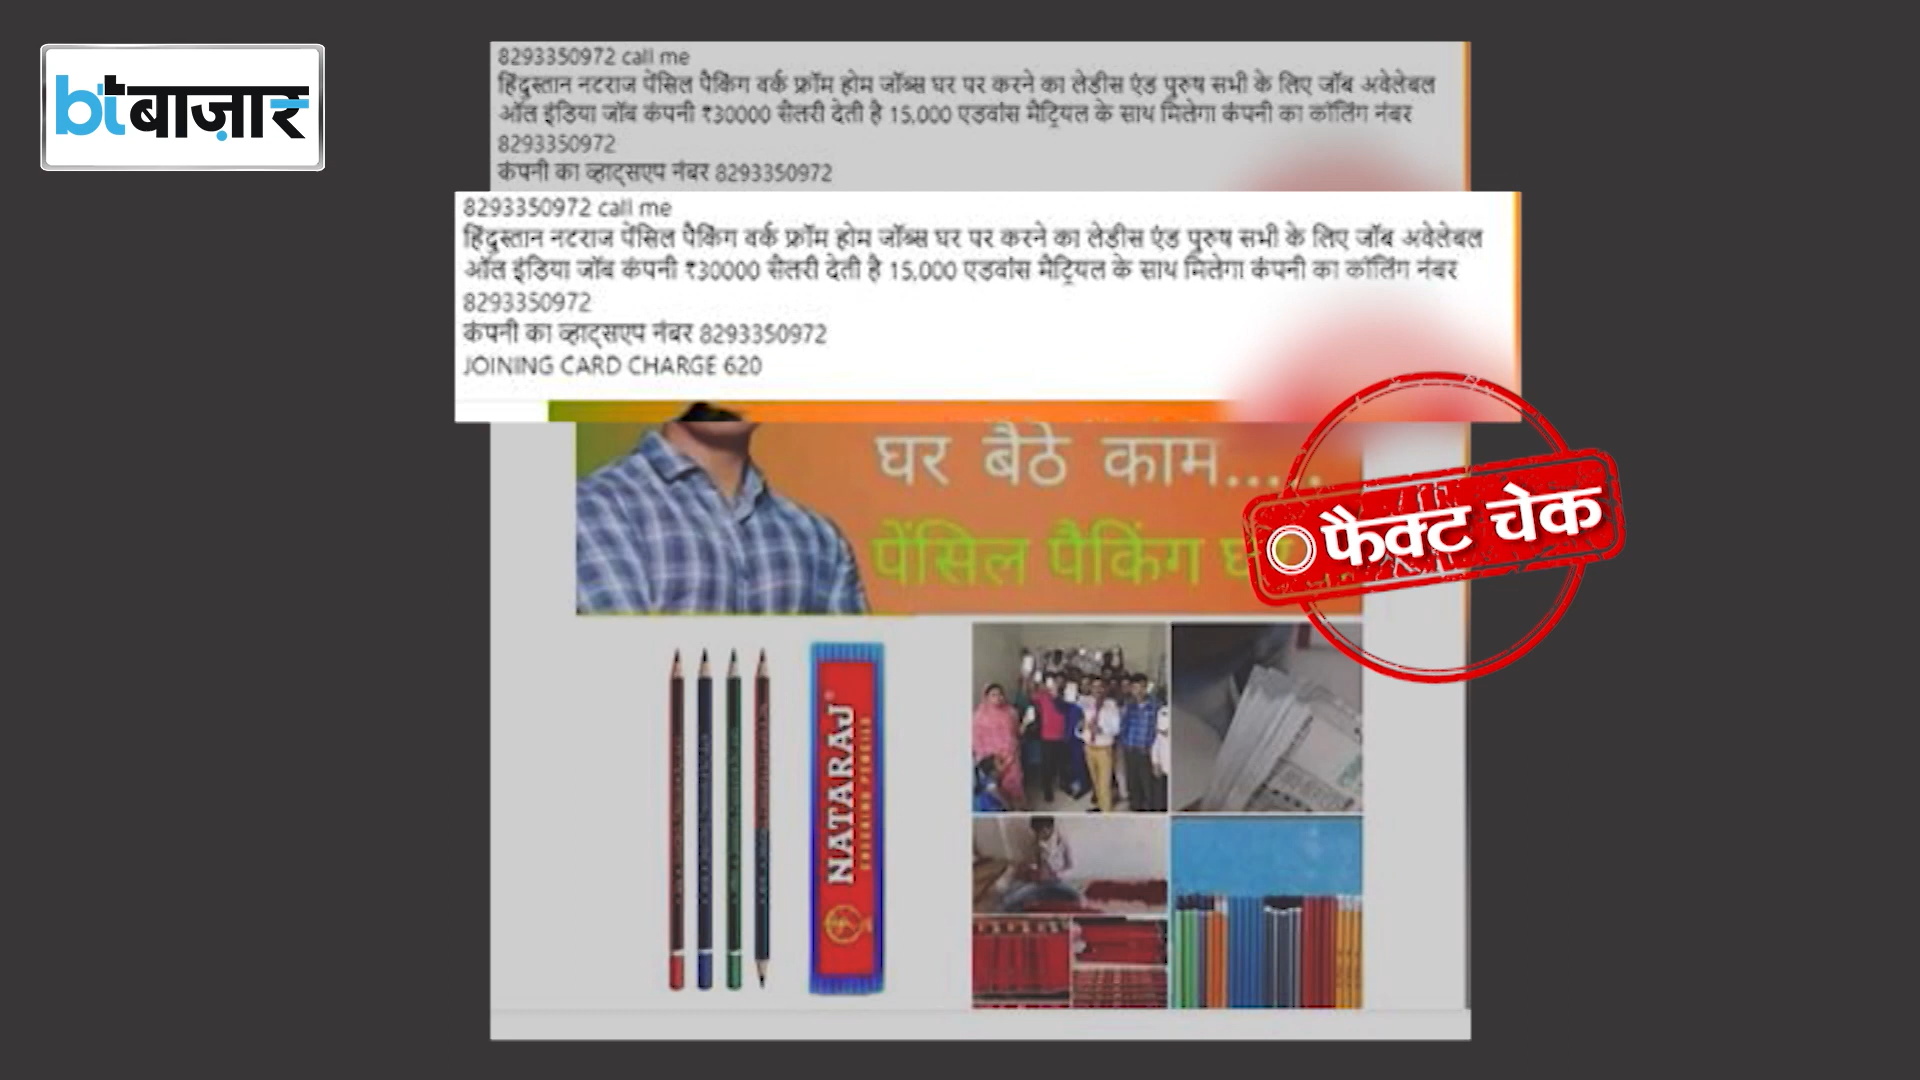 bt बाज़ार
8293350972 call me
हिंदुस्तान नटराज पेंसिल पैकिंग वर्क फ्रॉम होम जॉब्स घर पर करने का लेडीस एंड पुरुष सभी के लिए जॉब अवेलेबल
ऑल इंडिया जॉब कंपनी ₹30000 सैलरी देती है 15,000 एडवांस मैट्रियल के साथ मिलेगा कंपनी का कॉलिंग नंबर
8293350972
कंपनी का व्हाट्सएप नंबर 8293350972
8293350972 call me
हिंदुस्तान नटराज पेंसिल पैकिंग वर्क फ्रॉम होम जॉब्स घर पर करने का लेडीस एंड पुरुष सभी के लिए जॉब अवेलेबल
ऑल इंडिया जॉब कंपनी ₹30000 सैलरी देती है 15,000 एडवांस मैट्रियल के साथ मिलेगा कंपनी का कॉलिंग नंबर
8293350972
कंपनी का व्हाट्सएप नंबर 8293350972
JOINING CARD CHARGE 620
घर बैठे काम.....
पेंसिल पैकिंग
फैक्ट चेक
NATARAJ